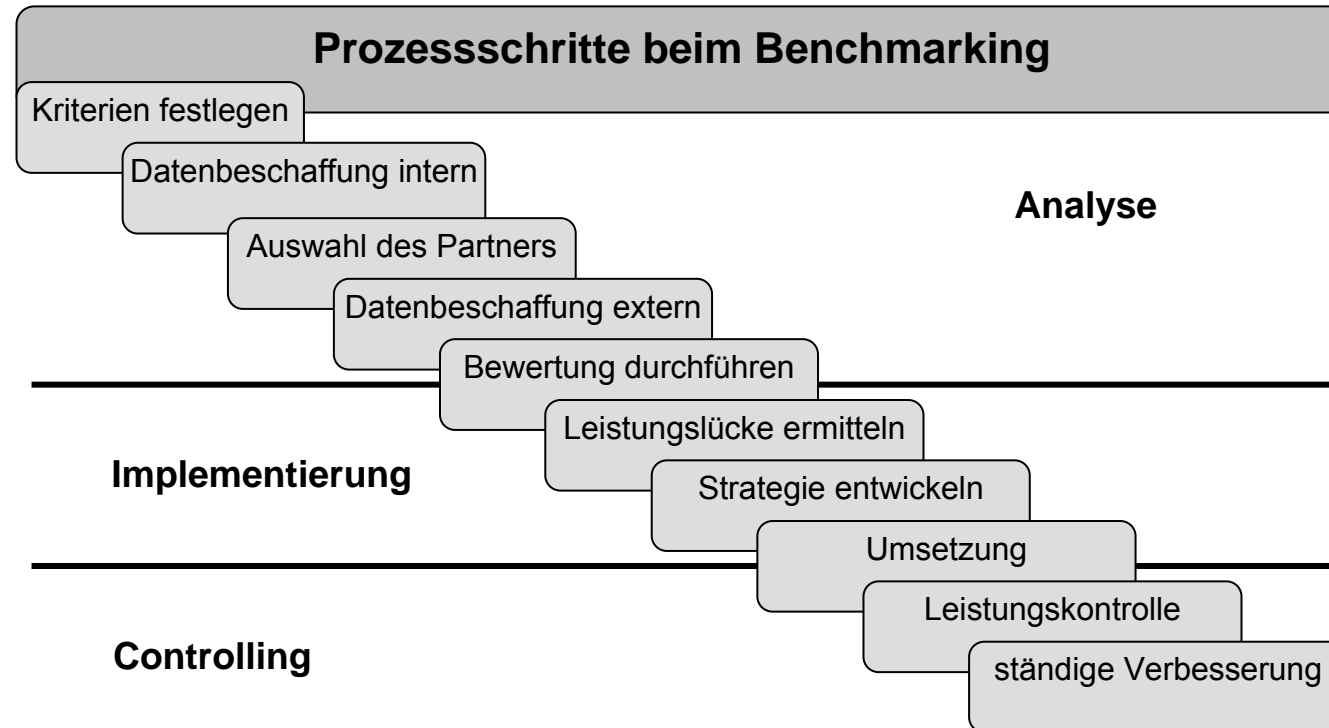 Prozessschritte beim Benchmarking
Kriterien festlegen
Datenbeschaffung intern
Analyse
Auswahl des Partners
Datenbeschaffung extern
Bewertung durchführen
Leistungslücke ermitteln
Implementierung
Strategie entwickeln
Umsetzung
Leistungskontrolle
Controlling
ständige Verbesserung